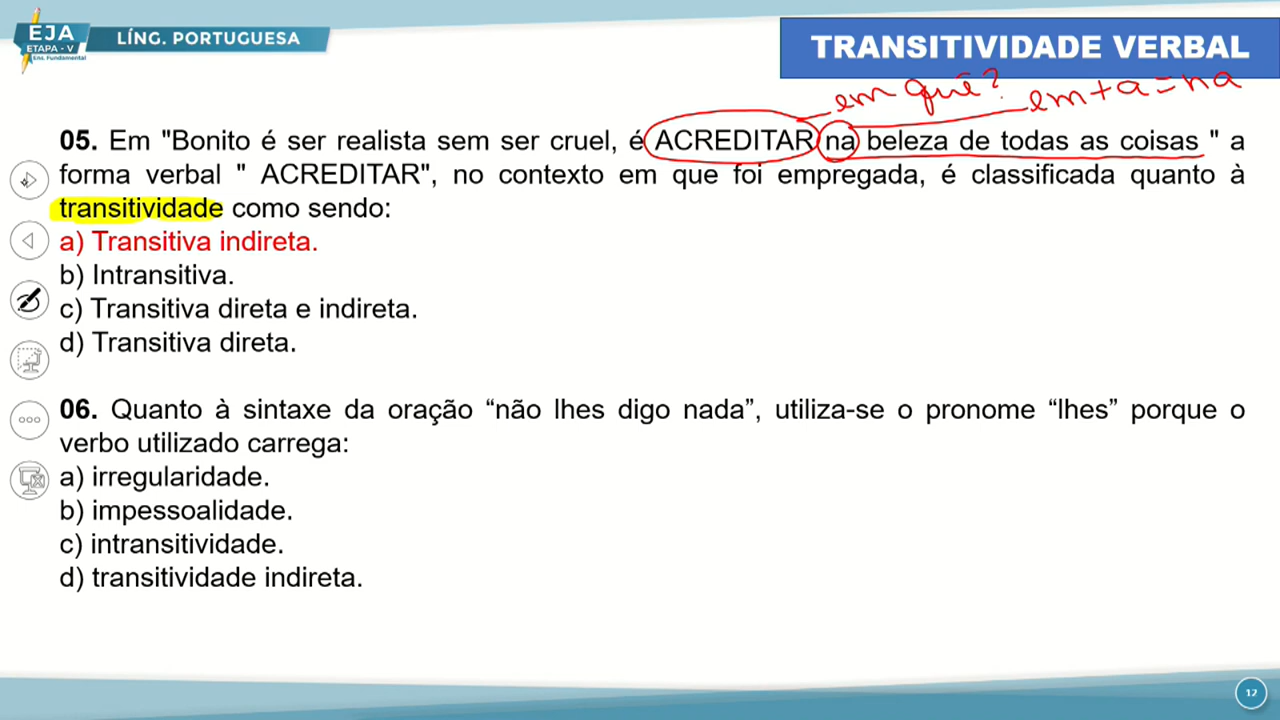 EJA
ETAPA - V
Ens. Fundamental
LÍNG. PORTUGUESA
TRANSITIVIDADE VERBAL
em quê?
em+a=na
05. Em "Bonito é ser realista sem ser cruel, é ACREDITAR na beleza de todas as coisas " a
forma verbal " ACREDITAR", no contexto em que foi empregada, é classificada quanto à
transitividade como sendo:
a) Transitiva indireta.
b) Intransitiva.
c) Transitiva direta e indireta.
d) Transitiva direta.
06. Quanto à sintaxe da oração “não lhes digo nada”, utiliza-se o pronome “lhes” porque o
verbo utilizado carrega:
a) irregularidade.
b) impessoalidade.
c) intransitividade.
d) transitividade indireta.
12